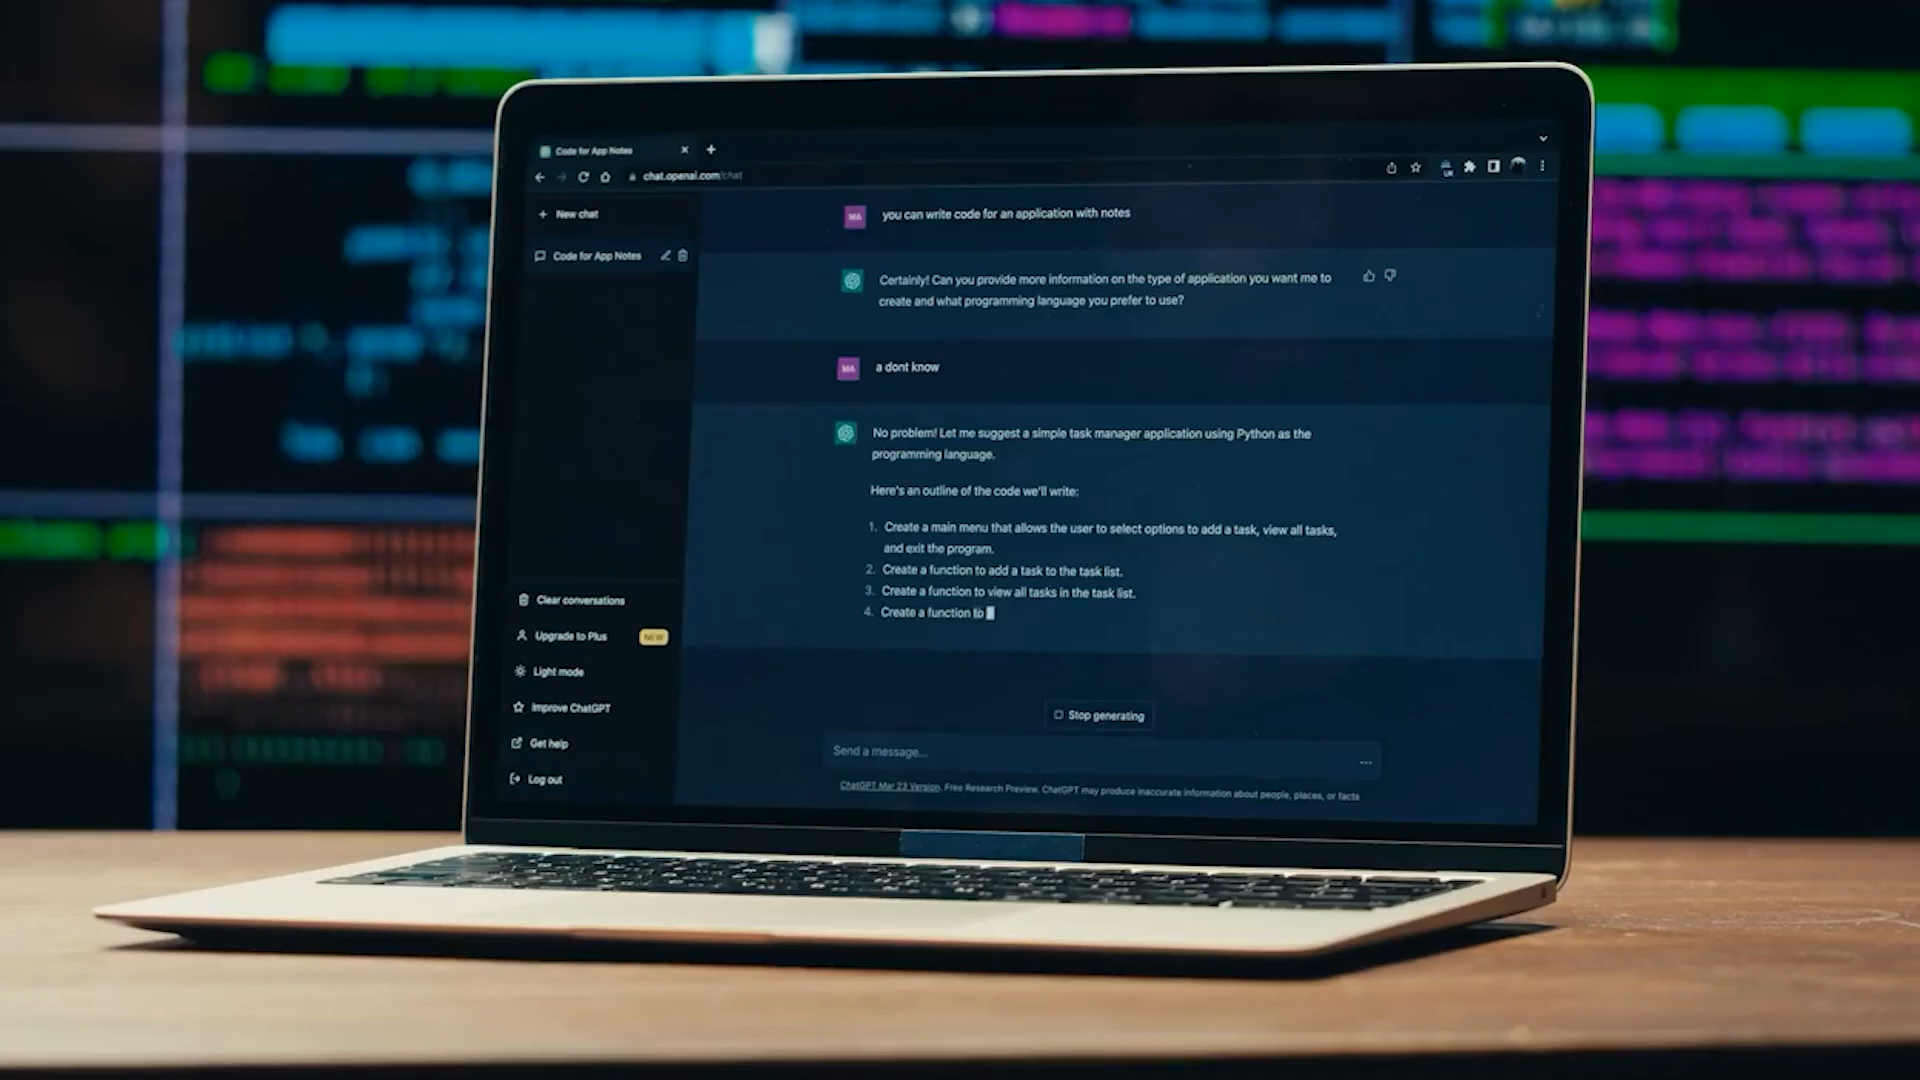 Code for App Notes
chat.openai.com/chat
New chat
Code for App Notes
MA
you can write code for an application with notes
Certainly! Can you provide more information on the type of application you want me to
create and what programming language you prefer to use?
MA
a dont know
No problem! Let me suggest a simple task manager application using Python as the
programming language.
Here's an outline of the code we'll write:
1. Create a main menu that allows the user to select options to add a task, view all tasks,
and exit the program.
2. Create a function to add a task to the task list.
3. Create a function to view all tasks in the task list.
4. Create a function to
Clear conversations
Upgrade to Plus NEW
Light mode
Improve ChatGPT
Get help
Log out
Stop generating
Send a message...
ChatGPT Mar 23 Version. Free Research Preview. ChatGPT may produce inaccurate information about people, places, or facts